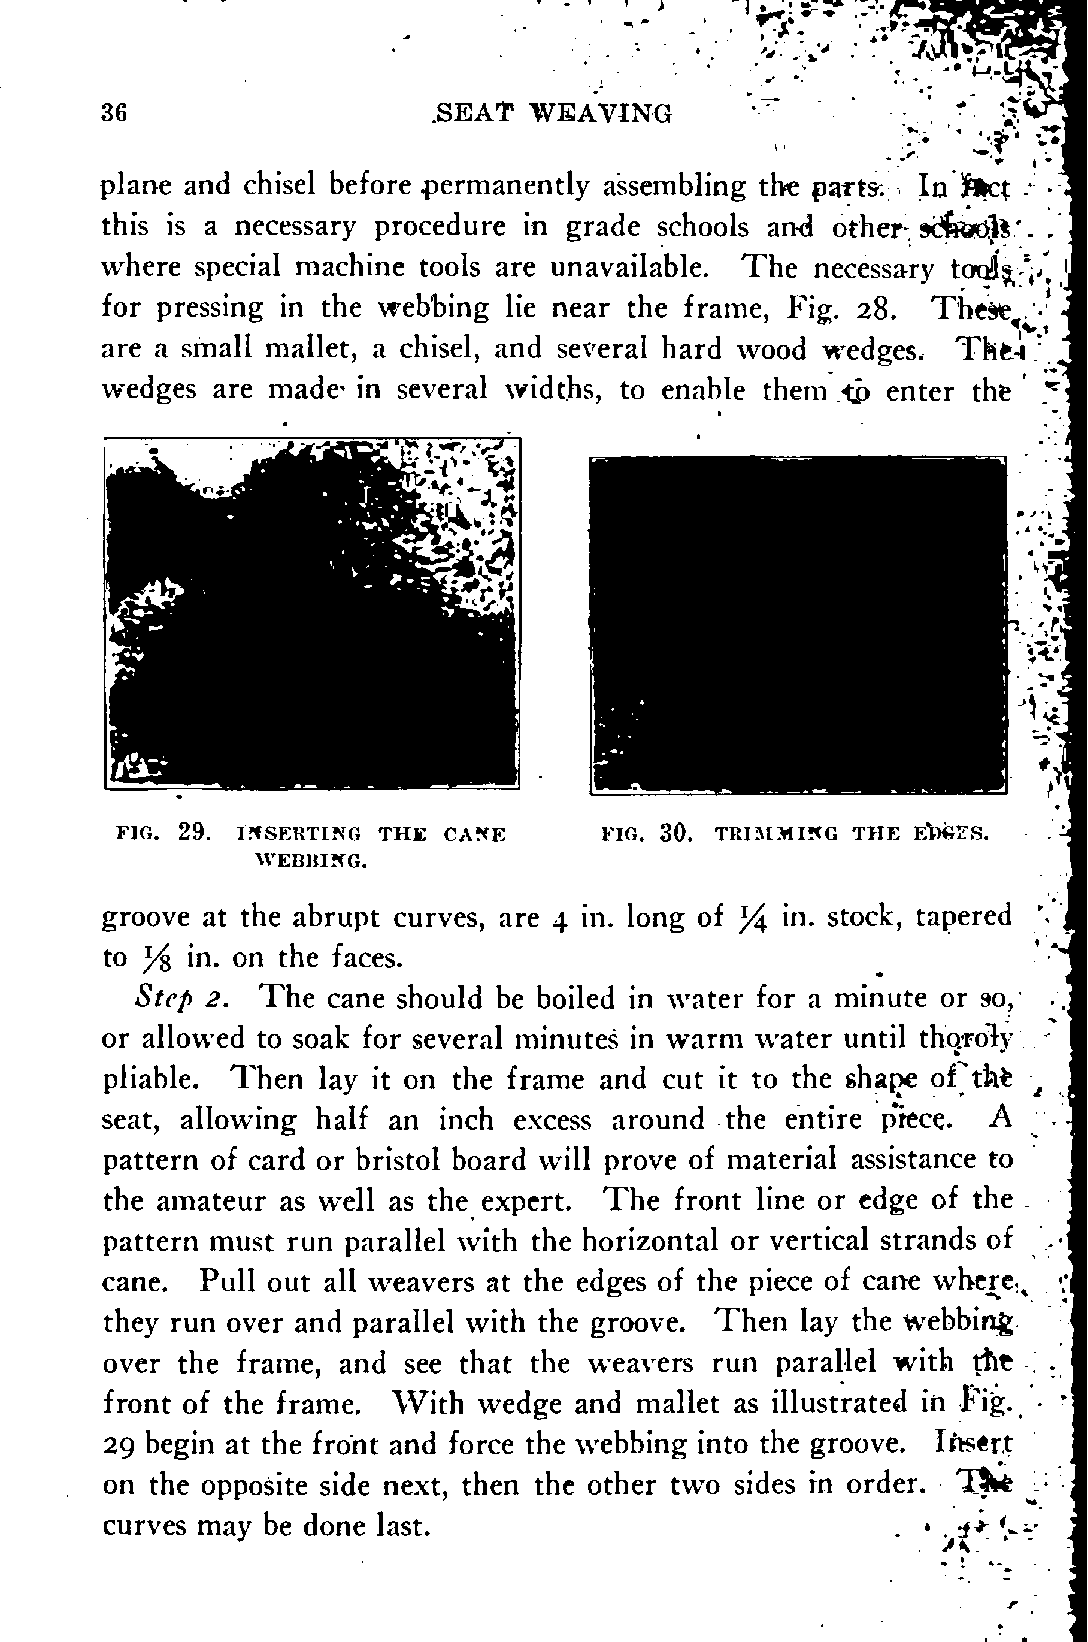 36 SEAT WEAVING
plane and chisel before permanently assembling the parts. In fact
this is a necessary procedure in grade schools and other schools
where special machine tools are unavailable. The necessary tools
for pressing in the webbing lie near the frame, Fig. 28. These
are a small mallet, a chisel, and several hard wood wedges. The
wedges are made in several widths, to enable them to enter the
FIG. 29. INSERTING THE CANE
WEBBING.
FIG. 30. TRIMMING THE EDGES.
groove at the abrupt curves, are 4 in. long of ¼ in. stock, tapered
to ⅛ in. on the faces.
Step 2. The cane should be boiled in water for a minute or so,
or allowed to soak for several minutes in warm water until thoroly
pliable. Then lay it on the frame and cut it to the shape of the
seat, allowing half an inch excess around the entire piece. A
pattern of card or bristol board will prove of material assistance to
the amateur as well as the expert. The front line or edge of the
pattern must run parallel with the horizontal or vertical strands of
cane. Pull out all weavers at the edges of the piece of cane where
they run over and parallel with the groove. Then lay the webbing
over the frame, and see that the weavers run parallel with the
front of the frame. With wedge and mallet as illustrated in Fig.
29 begin at the front and force the webbing into the groove. Insert
on the opposite side next, then the other two sides in order. The
curves may be done last.